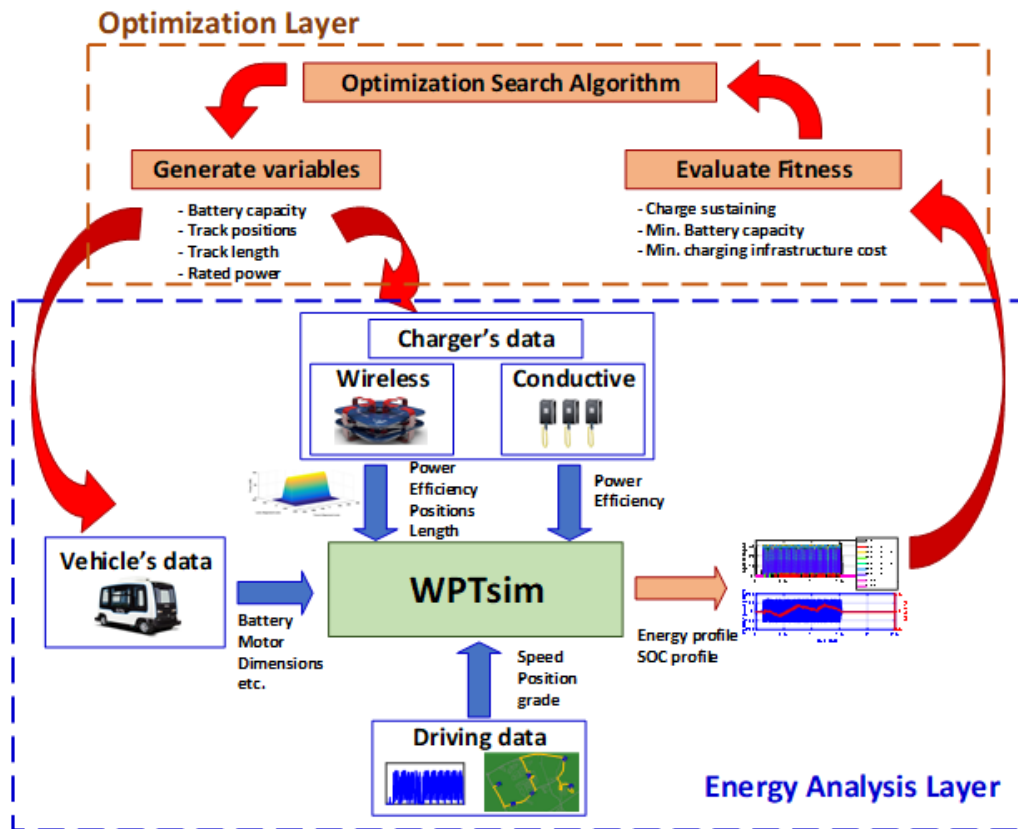 Optimization Layer
Optimization Search Algorithm
Generate variables
Evaluate Fitness
- Battery capacity
- Track positions
- Track length
- Rated power
- Charge sustaining
- Min. Battery capacity
- Min. charging infrastructure cost
Charger's data
Wireless
Conductive
Power
Efficiency
Positions
Length
Power
Efficiency
Vehicle's data
WPTsim
Battery
Motor
Dimensions
etc.
Energy profile
SOC profile
Speed
Position
grade
Driving data
Energy Analysis Layer